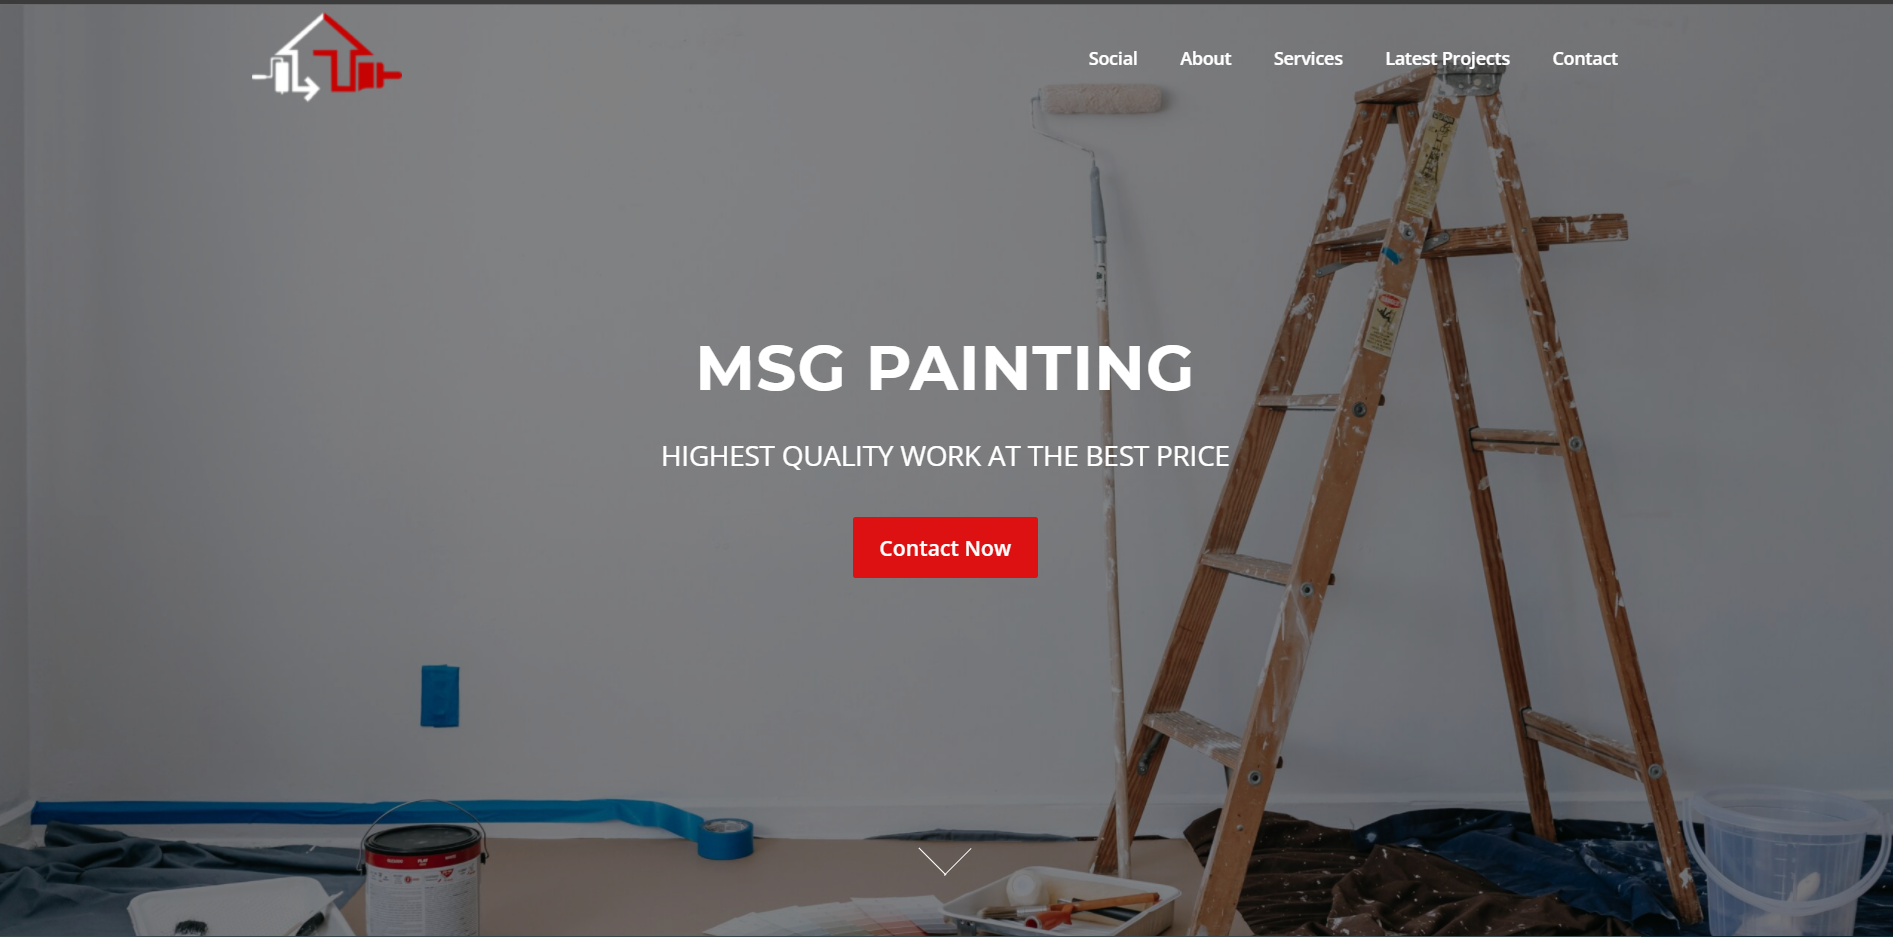 Social About Services Latest Projects Contact
MSG PAINTING
HIGHEST QUALITY WORK AT THE BEST PRICE
Contact Now